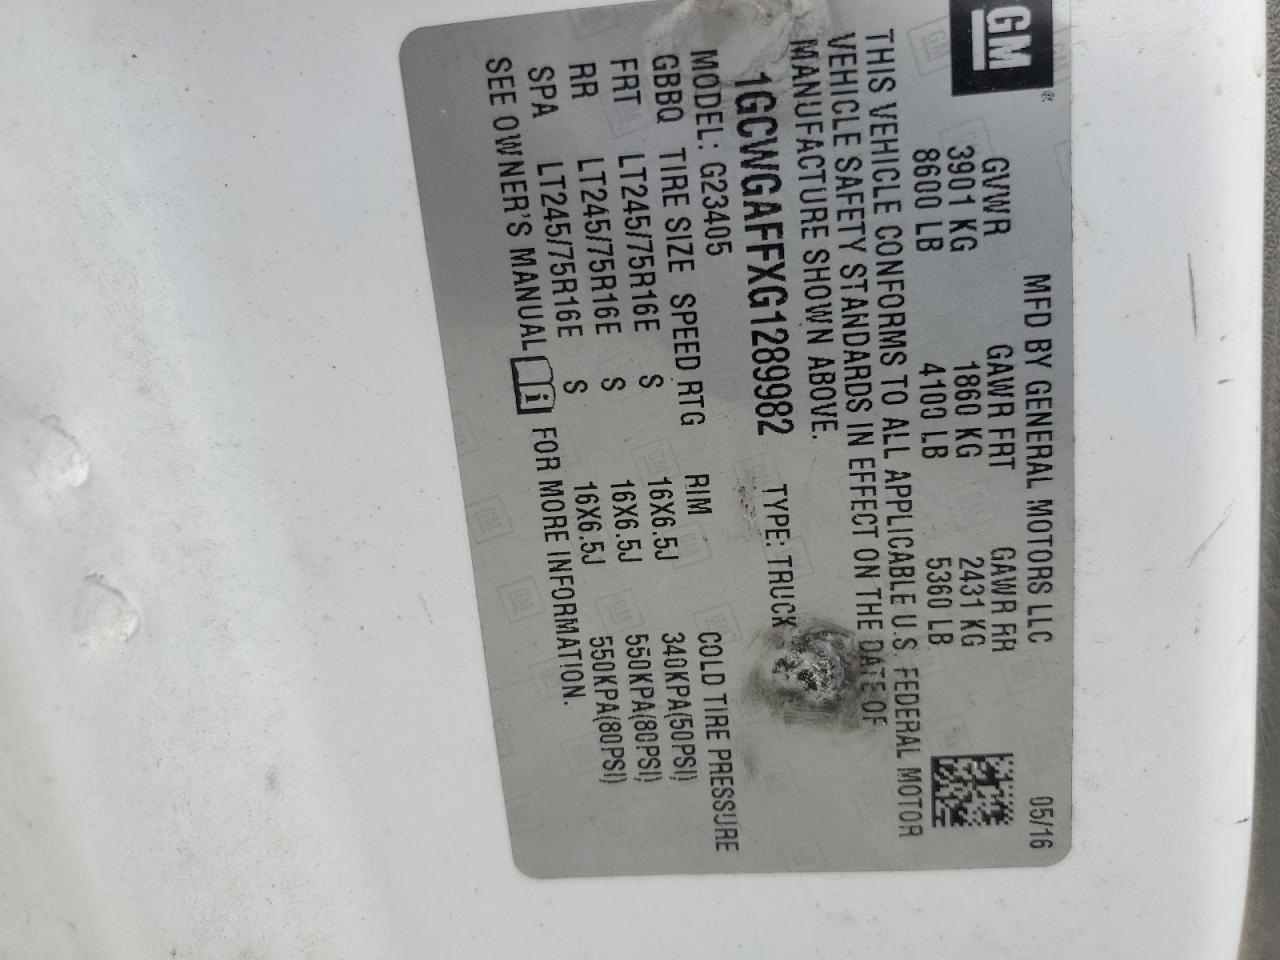 GM®
MFD BY GENERAL MOTORS LLC 05/16
GVWR GAWR FRT GAWR RR
3901 KG 1860 KG 2431 KG
8600 LB 4100 LB 5360 LB
THIS VEHICLE CONFORMS TO ALL APPLICABLE U.S. FEDERAL MOTOR
VEHICLE SAFETY STANDARDS IN EFFECT ON THE DATE OF
MANUFACTURE SHOWN ABOVE.
1GCWGAFFXG1289982 TYPE: TRUCK
MODEL: G23405
GBBQ TIRE SIZE SPEED RTG RIM COLD TIRE PRESSURE
FRT LT245/75R16E S 16X6.5J 340KPA(50PSI)
RR LT245/75R16E S 16X6.5J 550KPA(80PSI)
SPA LT245/75R16E S 16X6.5J 550KPA(80PSI)
SEE OWNER'S MANUAL FOR MORE INFORMATION.